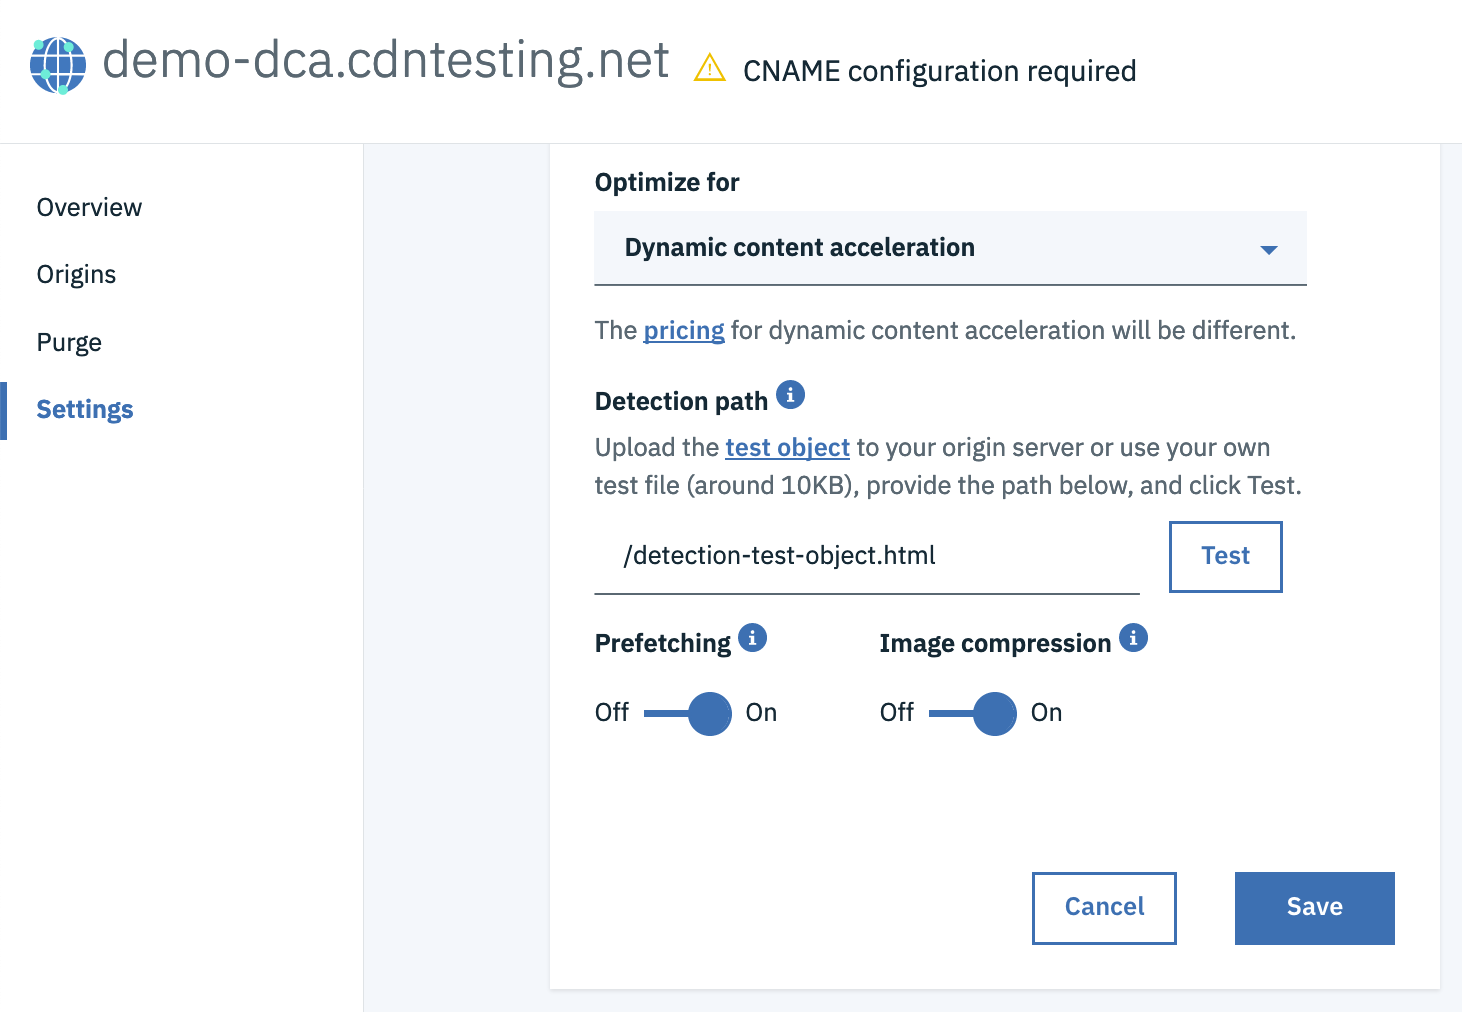 demo-dca.cdntesting.net
CNAME configuration required
Overview
Origins
Purge
Settings
Optimize for
Dynamic content acceleration
The pricing for dynamic content acceleration will be different.
Detection path
Upload the test object to your origin server or use your own
test file (around 10KB), provide the path below, and click Test.
/detection-test-object.html
Test
Prefetching
Image compression
Off On
Off On
Cancel
Save